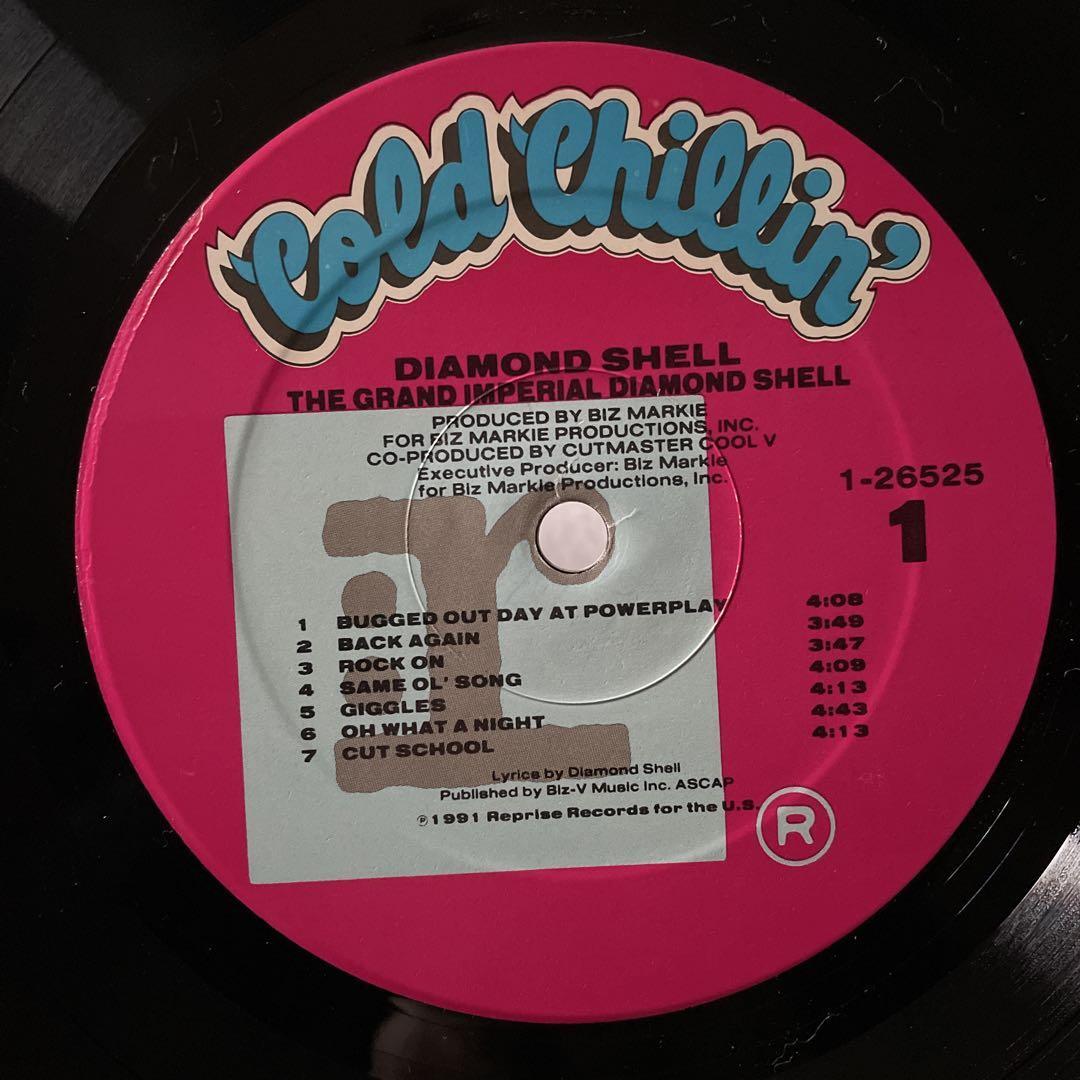 Cold Chillin'
DIAMOND SHELL
THE GRAND IMPERIAL DIAMOND SHELL
PRODUCED BY BIZ MARKIE
FOR BIZ MARKIE PRODUCTIONS, INC.
CO-PRODUCED BY CUTMASTER COOL V
Executive Producer: Biz Markie
for Biz Markie Productions, Inc.
1-26525
1
1 BUGGED OUT DAY AT POWERPLAY 4:08
2 BACK AGAIN 3:49
3 ROCK ON 3:47
4 SAME OL' SONG 4:09
5 GIGGLES 4:13
6 OH WHAT A NIGHT 4:43
7 CUT SCHOOL 4:13
Lyrics by Diamond Shell
Published by Biz-V Music Inc. ASCAP
℗1991 Reprise Records for the U.S.
R